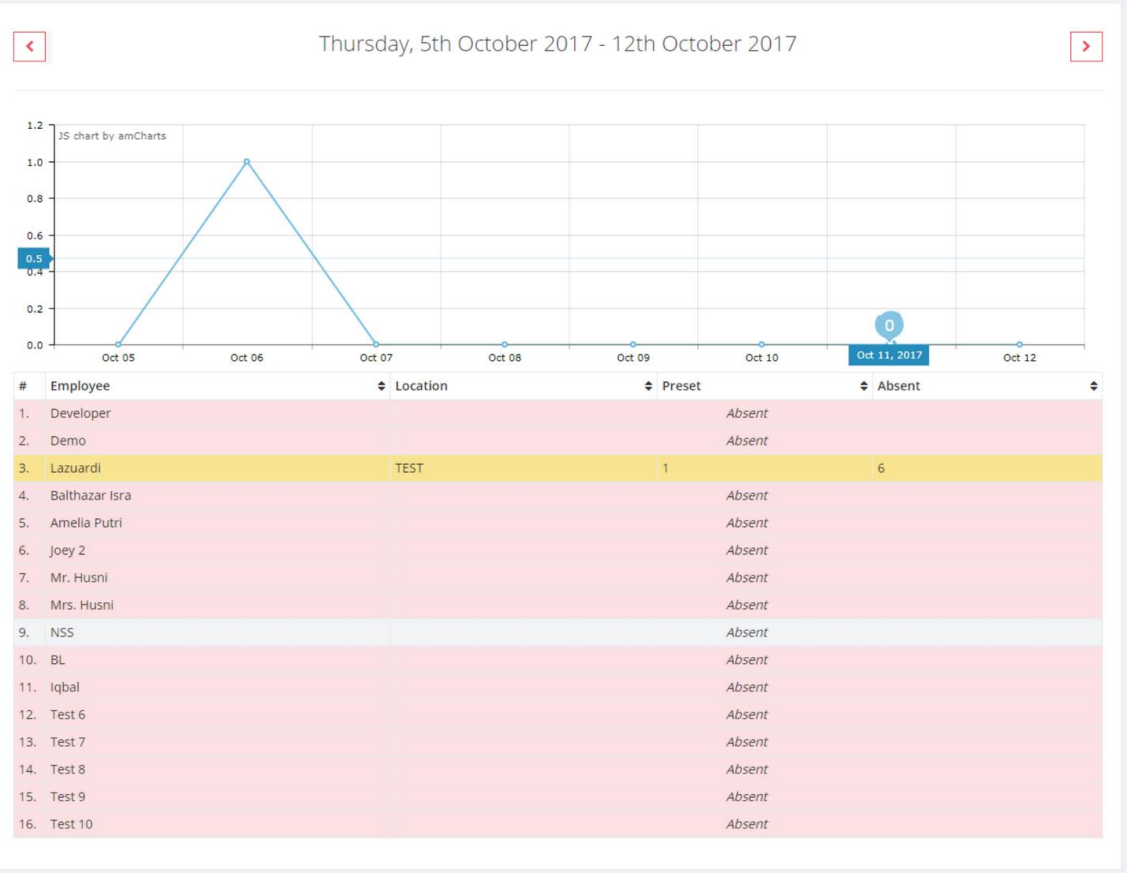 Thursday, 5th October 2017 - 12th October 2017
1.2
JS chart by amCharts
1.0
0.8
0.6
0.5
0.4
0.2
0
0.0
Oct 05 Oct 06 Oct 07 Oct 08 Oct 09 Oct 10 Oct 11, 2017 Oct 12
# Employee Location Preset Absent
1. Developer Absent
2. Demo Absent
3. Lazuardi TEST 1 6
4. Balthazar Isra Absent
5. Amelia Putri Absent
6. Joey 2 Absent
7. Mr. Husni Absent
8. Mrs. Husni Absent
9. NSS Absent
10. BL Absent
11. Iqbal Absent
12. Test 6 Absent
13. Test 7 Absent
14. Test 8 Absent
15. Test 9 Absent
16. Test 10 Absent